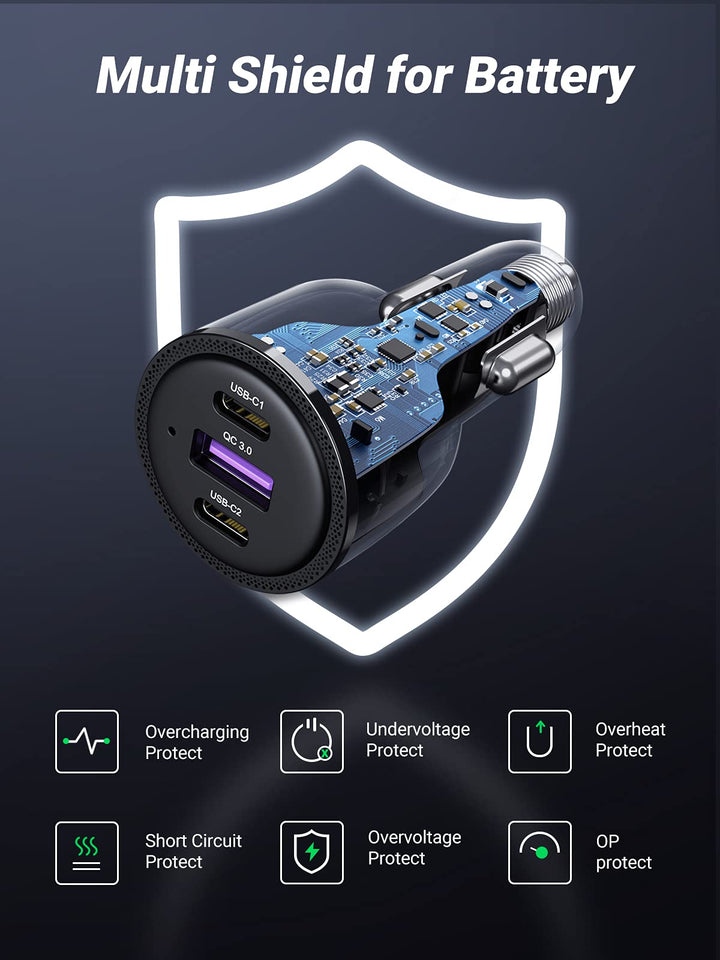 Multi Shield for Battery
USB-C1
QC 3.0
USB-C2
Overcharging
Protect
Undervoltage
Protect
Overheat
Protect
Short Circuit
Protect
Overvoltage
Protect
OP
protect